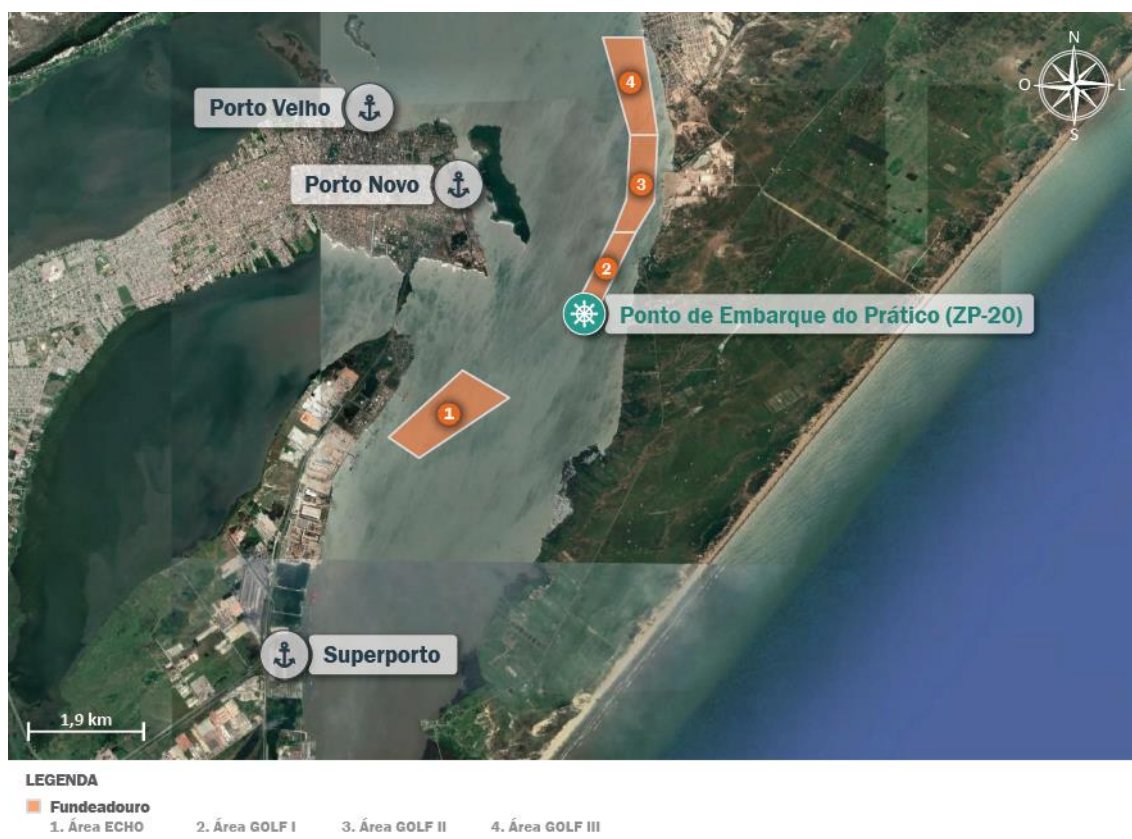 N
O
L
S
4
Porto Velho
Porto Novo
3
2
Ponto de Embarque do Prático (ZP-20)
1
Superporto
1,9 km
LEGENDA
Fundeadouro
1. Área ECHO 2. Área GOLF I 3. Área GOLF II 4. Área GOLF III